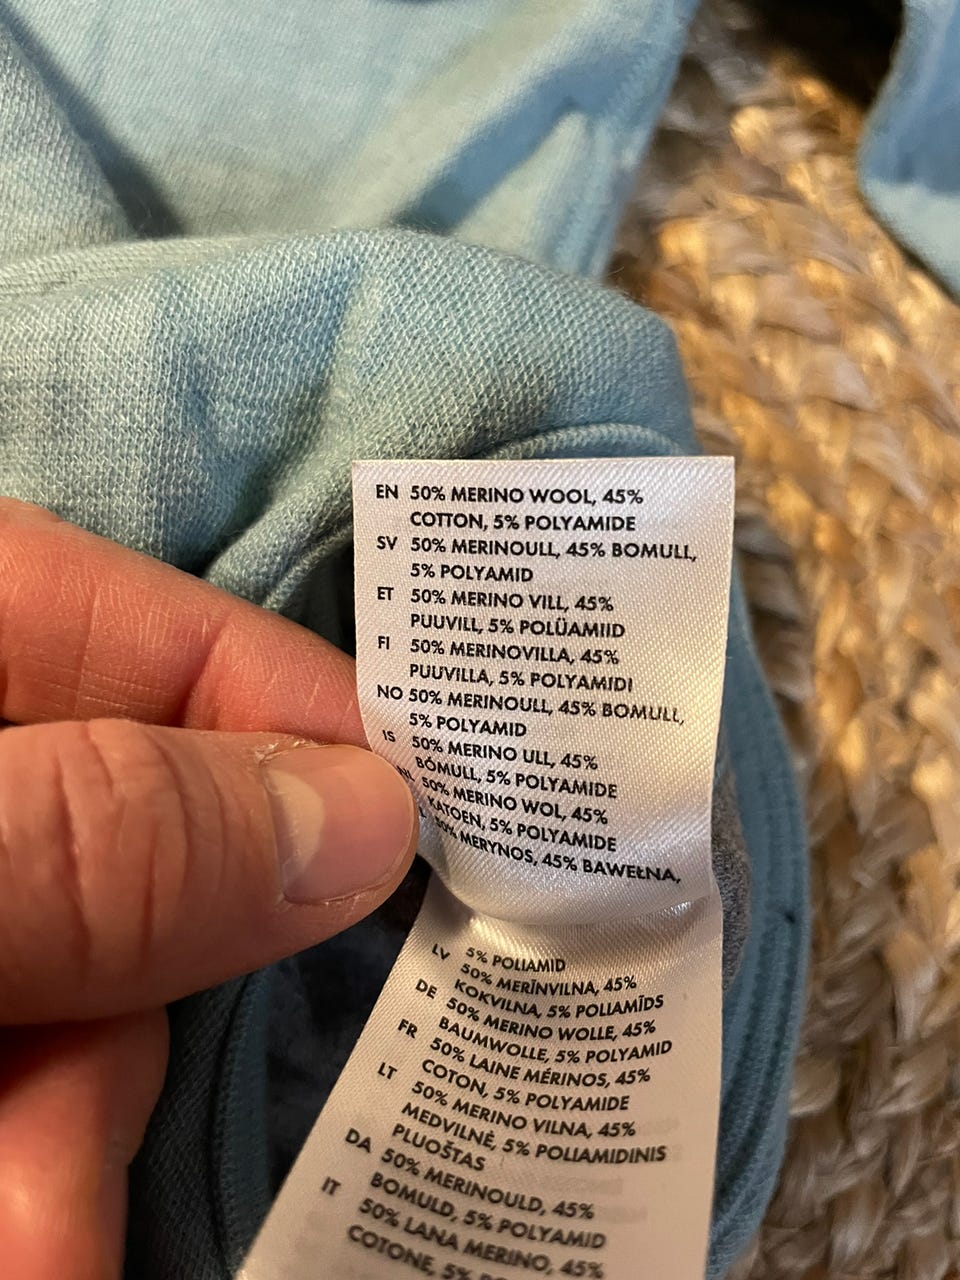 EN 50% MERINO WOOL, 45%
COTTON, 5% POLYAMIDE
SV 50% MERINOULL, 45% BOMULL,
5% POLYAMID
ET 50% MERINO VILL, 45%
PUUVILL, 5% POLÜAMIID
FI 50% MERINOVILLA, 45%
PUUVILLA, 5% POLYAMIDI
NO 50% MERINOULL, 45% BOMULL,
5% POLYAMID
IS 50% MERINO ULL, 45%
BÓMULL, 5% POLYAMIDE
50% MERINO WOL, 45%
KATOEN, 5% POLYAMIDE
50% MERYNOS, 45% BAWEŁNA,
5% POLIAMID
LV 50% MERĪNVILNA, 45%
KOKVILNA, 5% POLIAMĪDS
DE 50% MERINO WOLLE, 45%
BAUMWOLLE, 5% POLYAMID
FR 50% LAINE MÉRINOS, 45%
COTON, 5% POLYAMIDE
LT 50% MERINO VILNA, 45%
MEDVILNĖ, 5% POLIAMIDINIS
PLUOŠTAS
DA 50% MERINOULD, 45%
BOMULD, 5% POLYAMID
IT 50% LANA MERINO, 45%
COTONE, 5%